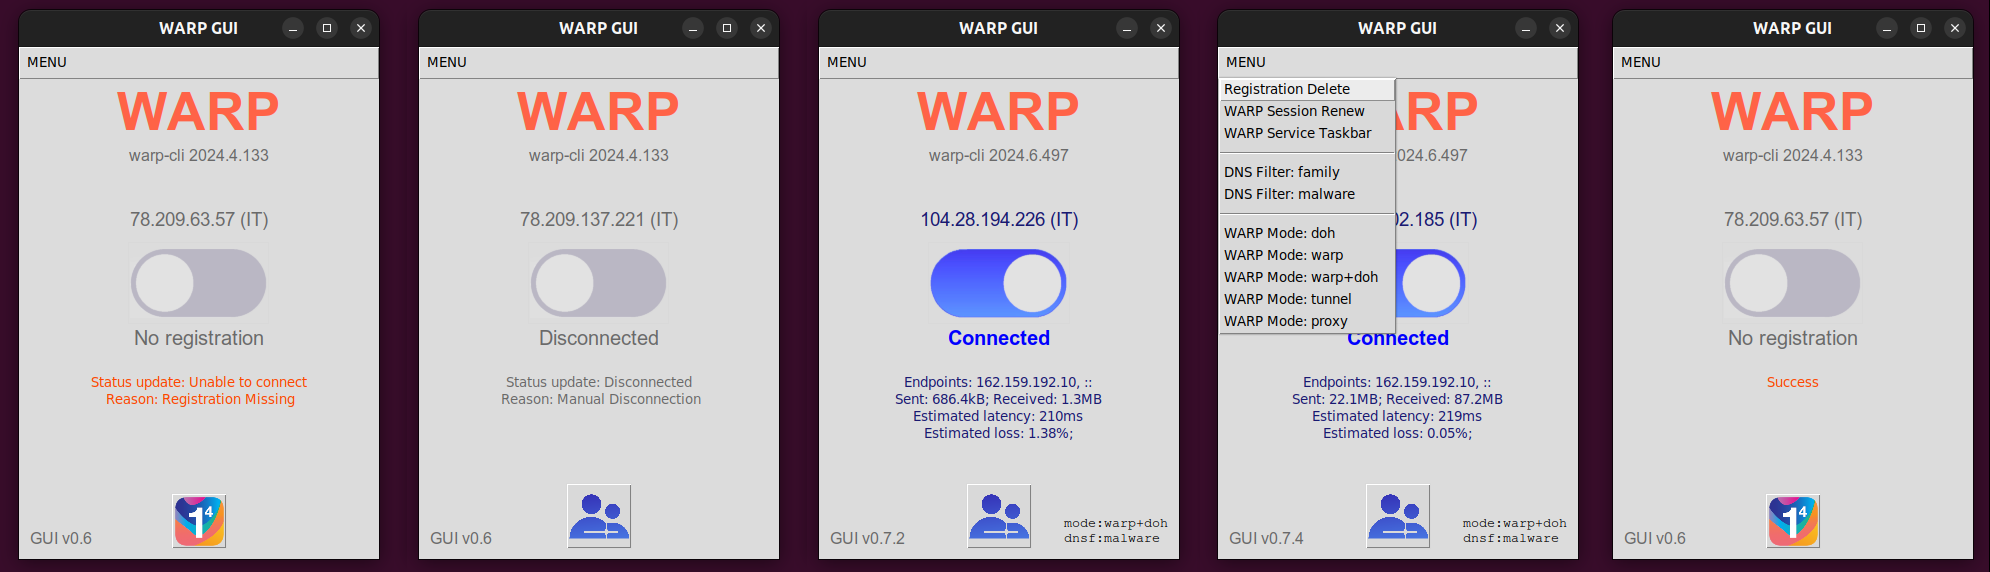 WARP GUI
MENU
WARP
warp-cli 2024.4.133
78.209.63.57 (IT)
No registration
Status update: Unable to connect
Reason: Registration Missing
1 4
GUI v0.6
WARP GUI
MENU
WARP
warp-cli 2024.4.133
78.209.137.221 (IT)
Disconnected
Status update: Disconnected
Reason: Manual Disconnection
GUI v0.6
WARP GUI
MENU
WARP
warp-cli 2024.6.497
104.28.194.226 (IT)
Connected
Endpoints: 162.159.192.10, ::
Sent: 686.4kB; Received: 1.3MB
Estimated latency: 210ms
Estimated loss: 1.38%;
mode:warp+doh
dnsf:malware
GUI v0.7.2
WARP GUI
MENU
Registration Delete
WARP Session Renew
WARP Service Taskbar
DNS Filter: family
DNS Filter: malware
WARP Mode: doh
WARP Mode: warp
WARP Mode: warp+doh
WARP Mode: tunnel
WARP Mode: proxy
ARP
024.6.497
02.185 (IT)
Connected
Endpoints: 162.159.192.10, ::
Sent: 22.1MB; Received: 87.2MB
Estimated latency: 219ms
Estimated loss: 0.05%;
mode:warp+doh
dnsf:malware
GUI v0.7.4
WARP GUI
MENU
WARP
warp-cli 2024.4.133
78.209.63.57 (IT)
No registration
Success
1 4
GUI v0.6